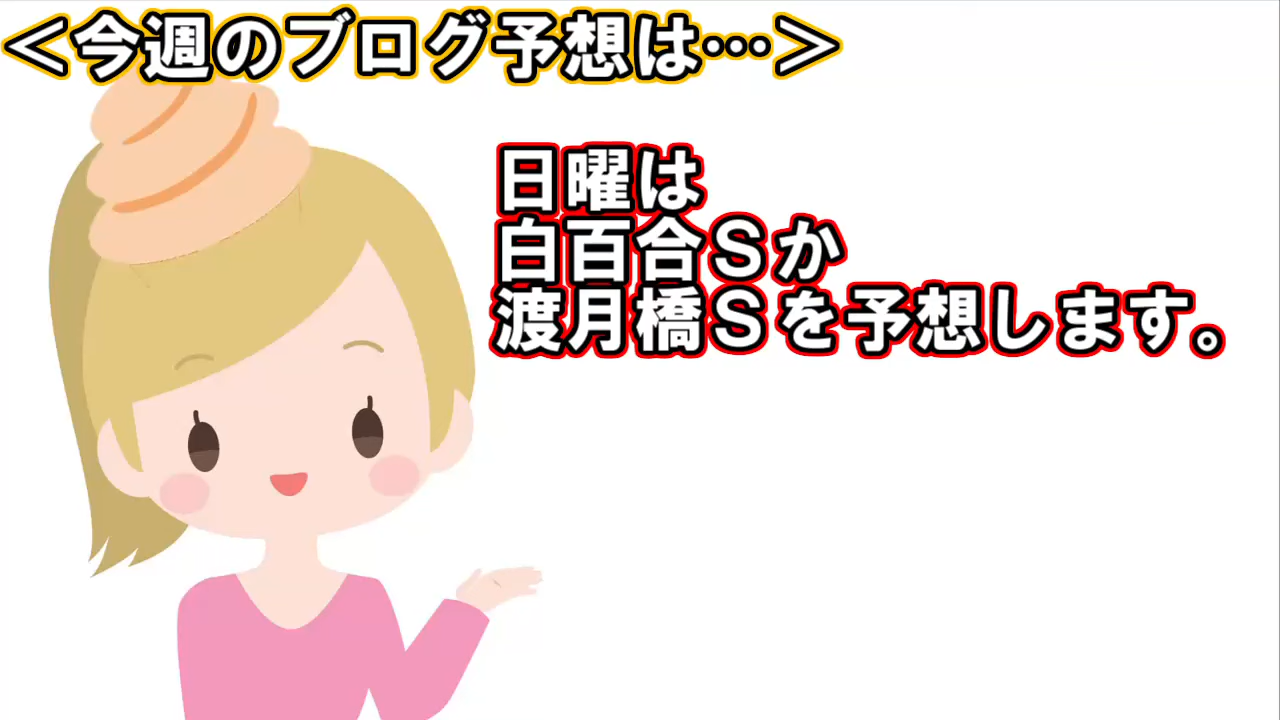 ＜今週のブログ予想は…＞
日曜は
白百合Ｓか
渡月橋Ｓを予想します。